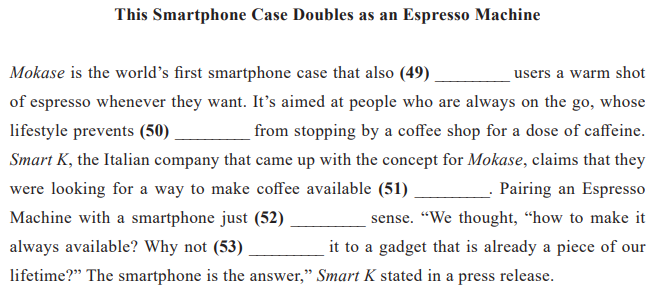 This Smartphone Case Doubles as an Espresso Machine
Mokase is the world's first smartphone case that also (49) __________ users a warm shot
of espresso whenever they want. It's aimed at people who are always on the go, whose
lifestyle prevents (50) __________ from stopping by a coffee shop for a dose of caffeine.
Smart K, the Italian company that came up with the concept for Mokase, claims that they
were looking for a way to make coffee available (51) __________. Pairing an Espresso
Machine with a smartphone just (52) __________ sense. “We thought, “how to make it
always available? Why not (53) __________ it to a gadget that is already a piece of our
lifetime?” The smartphone is the answer,” Smart K stated in a press release.